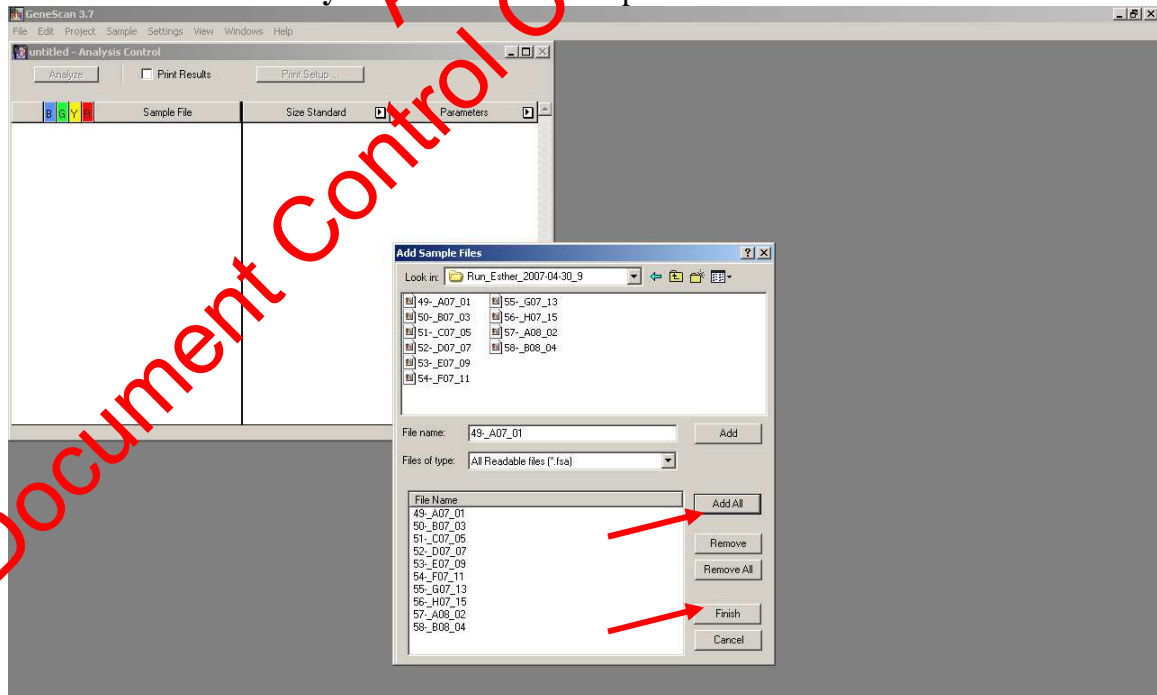 GeneScan 3.7
File Edit Project Sample Settings View Windows Help
untitled - Analysis Control
Analyze Print Results Print Setup ...
B G Y R Sample File Size Standard Parameters
Add Sample Files
Look in: Run_Esther_2007-04-30_9
49-_A07_01 55-_G07_13
50-_B07_03 56-_H07_15
51-_C07_05 57-_A08_02
52-_D07_07 58-_B08_04
53-_E07_09
54-_F07_11
File name: 49-_A07_01 Add
Files of type: All Readable files (*.fsa)
File Name
49-_A07_01
50-_B07_03
51-_C07_05
52-_D07_07
53-_E07_09
54-_F07_11
55-_G07_13
56-_H07_15
57-_A08_02
58-_B08_04
Add All
Remove
Remove All
Finish
Cancel
Document Control